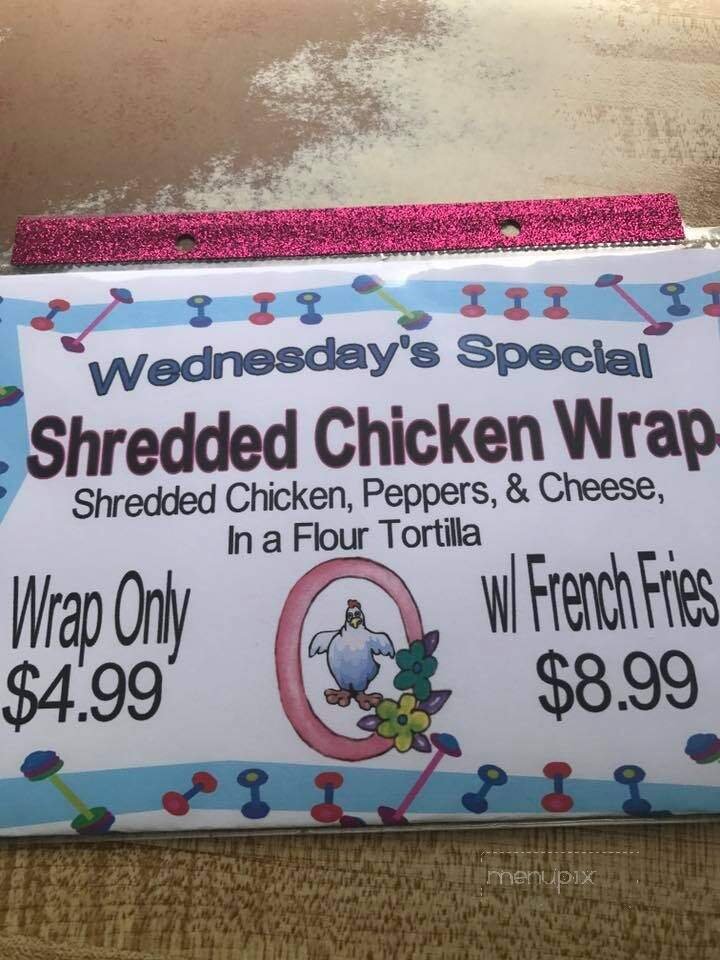 Wednesday's Special
Shredded Chicken Wrap
Shredded Chicken, Peppers, & Cheese,
In a Flour Tortilla
Wrap Only
$4.99
w/ French Fries
$8.99
menupix